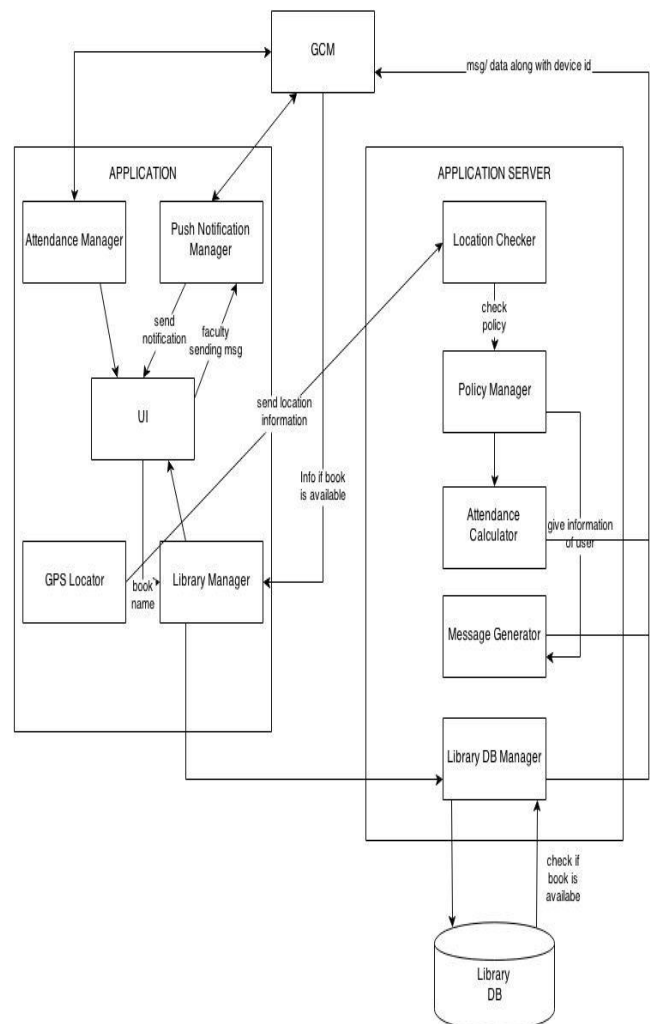 GCM
msg/ data along with device id
APPLICATION
APPLICATION SERVER
Attendance Manager
Push Notification
Manager
Location Checker
send
notification
faculty
sending msg
check
policy
UI
send location
information
Policy Manager
Info if book
is available
Attendance
Calculator
give information
of user
GPS Locator
book
name
Library Manager
Message Generator
Library DB Manager
check if
book is
availabe
Library
DB